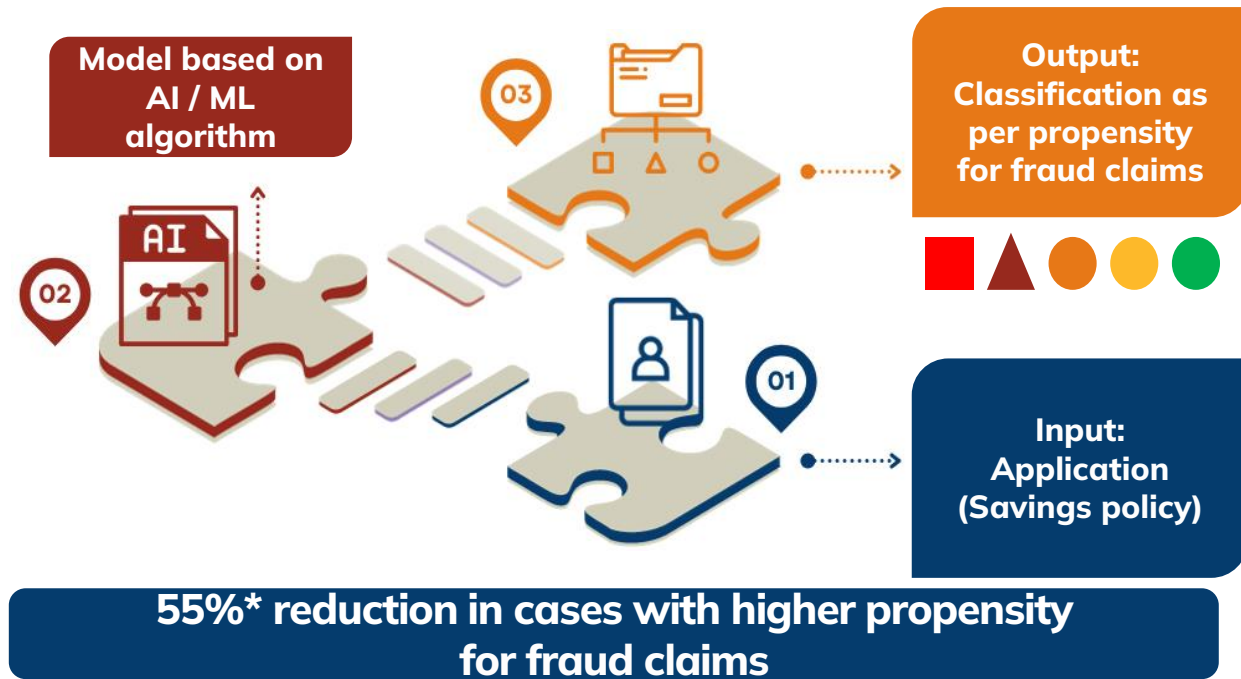 Model based on
AI / ML
algorithm
03
Output:
Classification as
per propensity
for fraud claims
AI
02
01
Input:
Application
(Savings policy)
55%* reduction in cases with higher propensity
for fraud claims